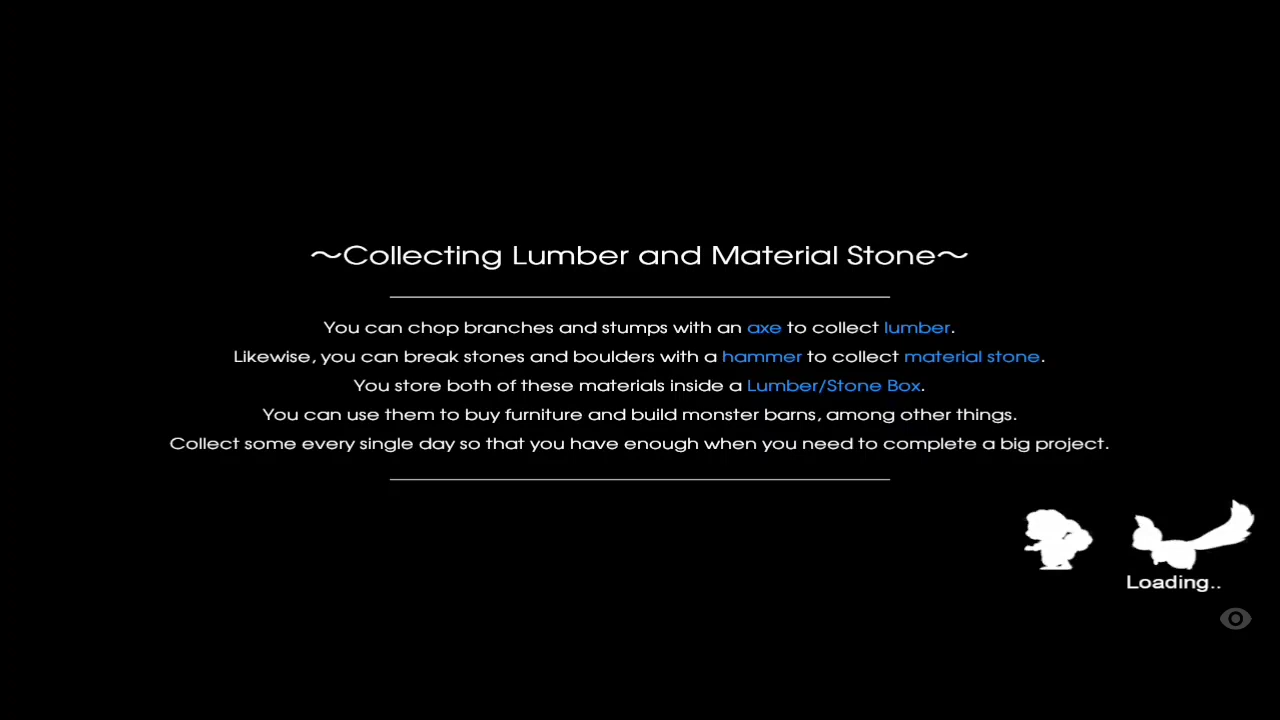 ～Collecting Lumber and Material Stone～
You can chop branches and stumps with an axe to collect lumber.
Likewise, you can break stones and boulders with a hammer to collect material stone.
You store both of these materials inside a Lumber/Stone Box.
You can use them to buy furniture and build monster barns, among other things.
Collect some every single day so that you have enough when you need to complete a big project.
Loading..